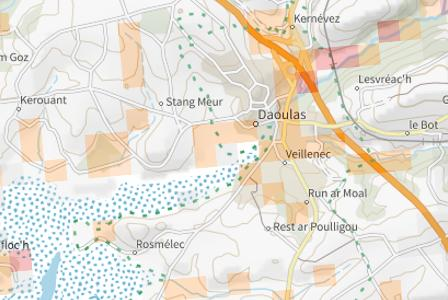 Kernévez
m Goz
Lesvréac'h
Kerouant
Stang Meur
Daoulas
le Bot
Veillenec
Run ar Moal
Rest ar Poulligou
floc'h
Rosmélec